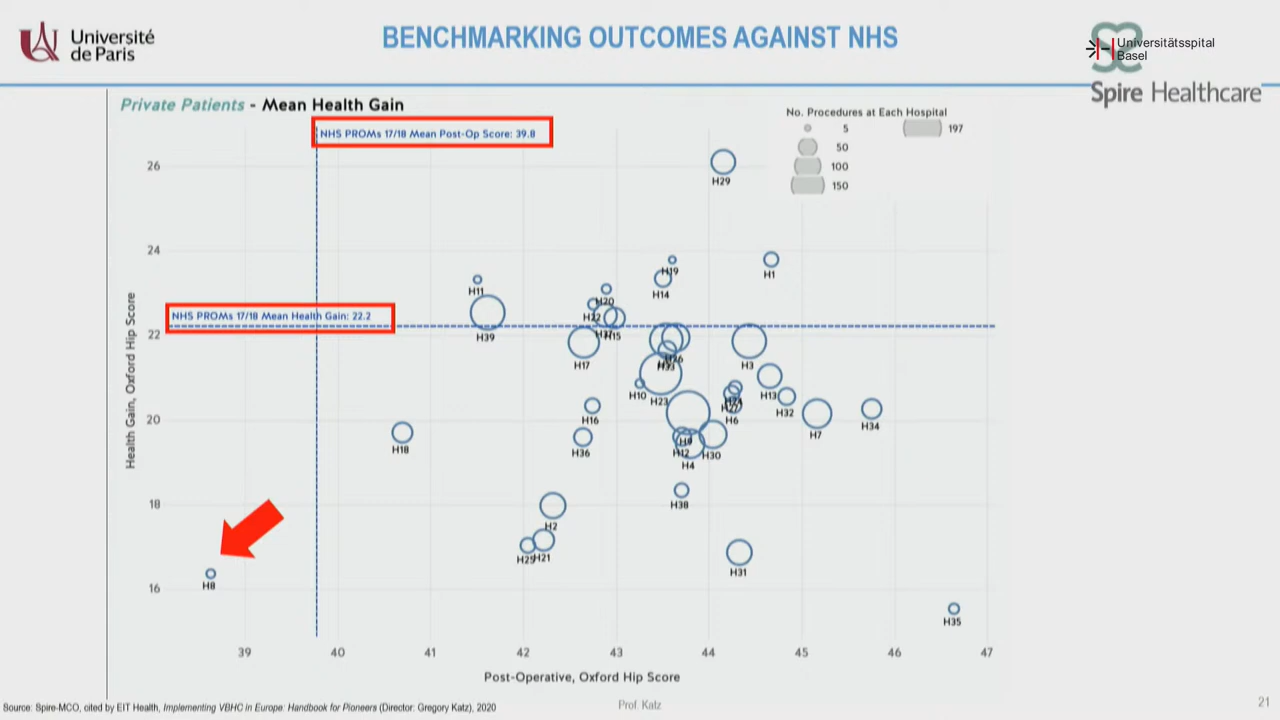 Université
de Paris
BENCHMARKING OUTCOMES AGAINST NHS
Universitätsspital
Basel
Spire Healthcare
Private Patients - Mean Health Gain
No. Procedures at Each Hospital
5
197
50
100
150
NHS PROMs 17/18 Mean Post-Op Score: 39.8
26
H29
24
H19
H1
H11
H14
H20
NHS PROMs 17/18 Mean Health Gain: 22.2
H22
H15
22
H39
H17
H26
H3
H10
H23
H13
H32
20
H16
H6
H7
H34
H18
H36
H9
H12
H30
H4
18
H38
H2
H25
H21
H31
16
H8
H35
Health Gain, Oxford Hip Score
39
40
41
42
43
44
45
46
47
Post-Operative, Oxford Hip Score
Source: Spire-MCO, cited by EIT Health, Implementing VBHC in Europe: Handbook for Pioneers (Director: Gregory Katz), 2020
Prof. Katz
21